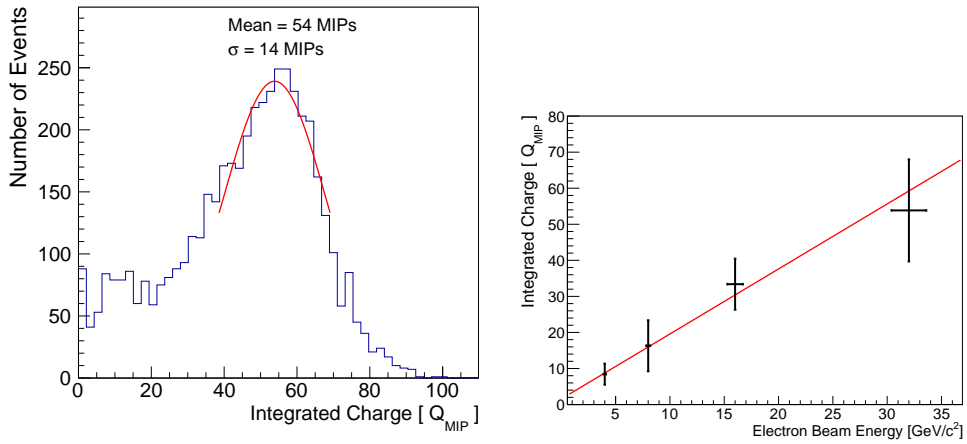 Mean = 54 MIPs
σ = 14 MIPs
Number of Events
250
200
150
100
50
0
0 20 40 60 80 100
Integrated Charge [ Q_MIP ]
Integrated Charge [ Q_MIP ]
80
70
60
50
40
30
20
10
0
5 10 15 20 25 30 35
Electron Beam Energy [GeV/c²]